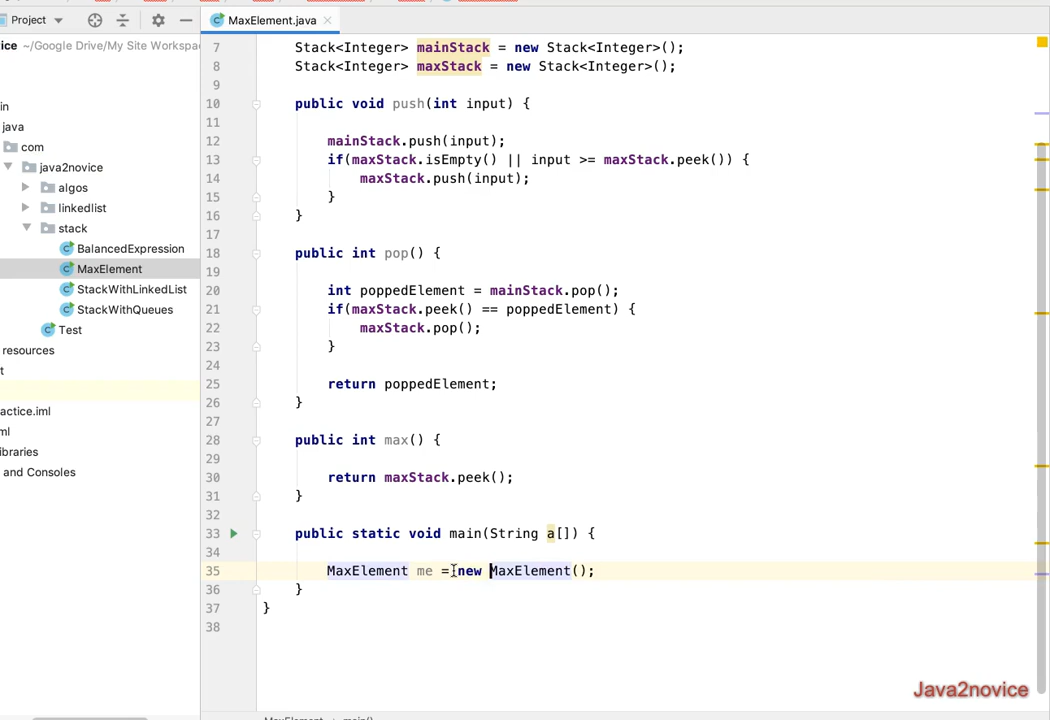 Project
MaxElement.java
ice ~/Google Drive/My Site Workspa
in
java
com
java2novice
algos
linkedlist
stack
BalancedExpression
MaxElement
StackWithLinkedList
StackWithQueues
Test
resources
t
actice.iml
ml
ibraries
and Consoles
7 Stack<Integer> mainStack = new Stack<Integer>();
8 Stack<Integer> maxStack = new Stack<Integer>();
9
10 public void push(int input) {
11
12 mainStack.push(input);
13 if(maxStack.isEmpty() || input >= maxStack.peek()) {
14 maxStack.push(input);
15 }
16 }
17
18 public int pop() {
19
20 int poppedElement = mainStack.pop();
21 if(maxStack.peek() == poppedElement) {
22 maxStack.pop();
23 }
24
25 return poppedElement;
26 }
27
28 public int max() {
29
30 return maxStack.peek();
31 }
32
33 public static void main(String a[]) {
34
35 MaxElement me = new MaxElement();
36 }
37 }
38
Java2novice